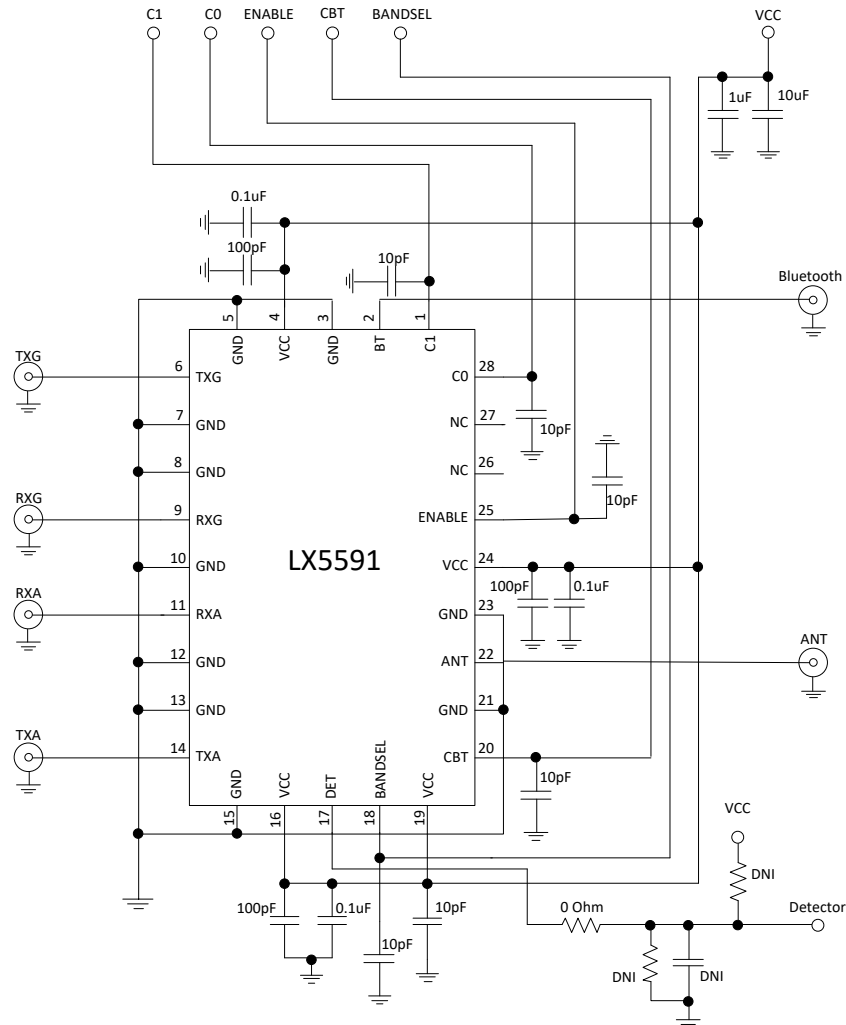 C1 C0 ENABLE CBT BANDSEL VCC
1uF 10uF
0.1uF
100pF
10pF
Bluetooth
5 4 3 2 1
GND VCC GND BT C1
TXG 6 TXG
C0 28
7 GND
NC 27
10pF
8 GND
NC 26
RXG 9 RXG
ENABLE 25
10pF
LX5591
10 GND
VCC 24
100pF 0.1uF
RXA 11 RXA
GND 23
12 GND
ANT 22
ANT
13 GND
GND 21
TXA 14 TXA
CBT 20
10pF
GND VCC DET BANDSEL VCC
15 16 17 18 19
VCC
DNI
100pF 0.1uF 10pF
10pF
0 Ohm
Detector
DNI DNI